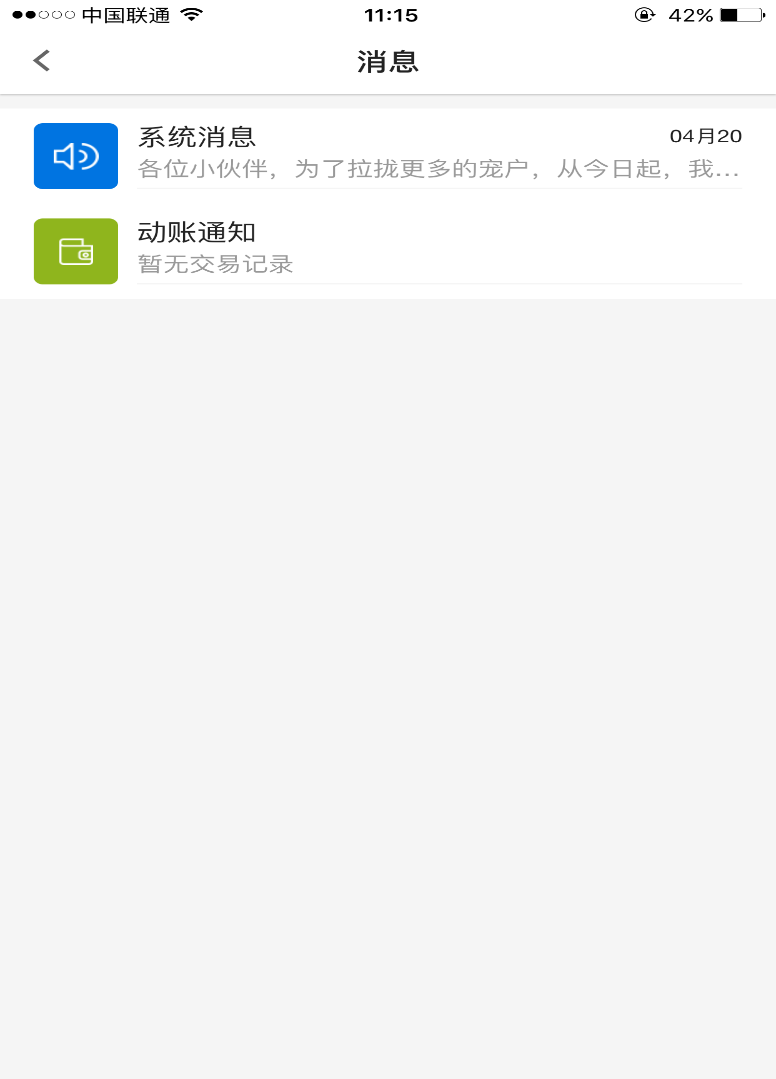 中国联通 11:15 42%
消息
系统消息 04月20
各位小伙伴，为了拉拢更多的宠户，从今日起，我...
动账通知
暂无交易记录